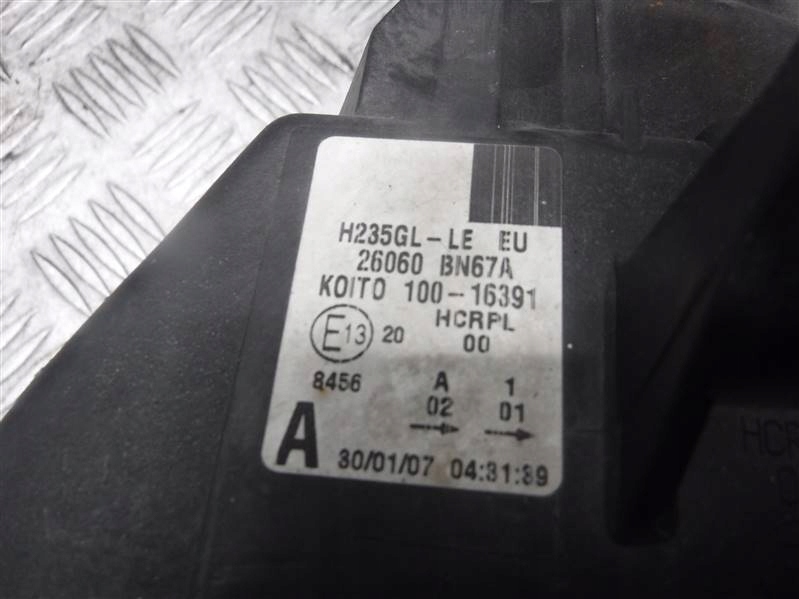 H235GL-LE EU
26060 BN67A
KOITO 100-16391
E13 20 HCRPL
00
8456 A 1
02 01
A 30/01/07 04:31:39
HCR